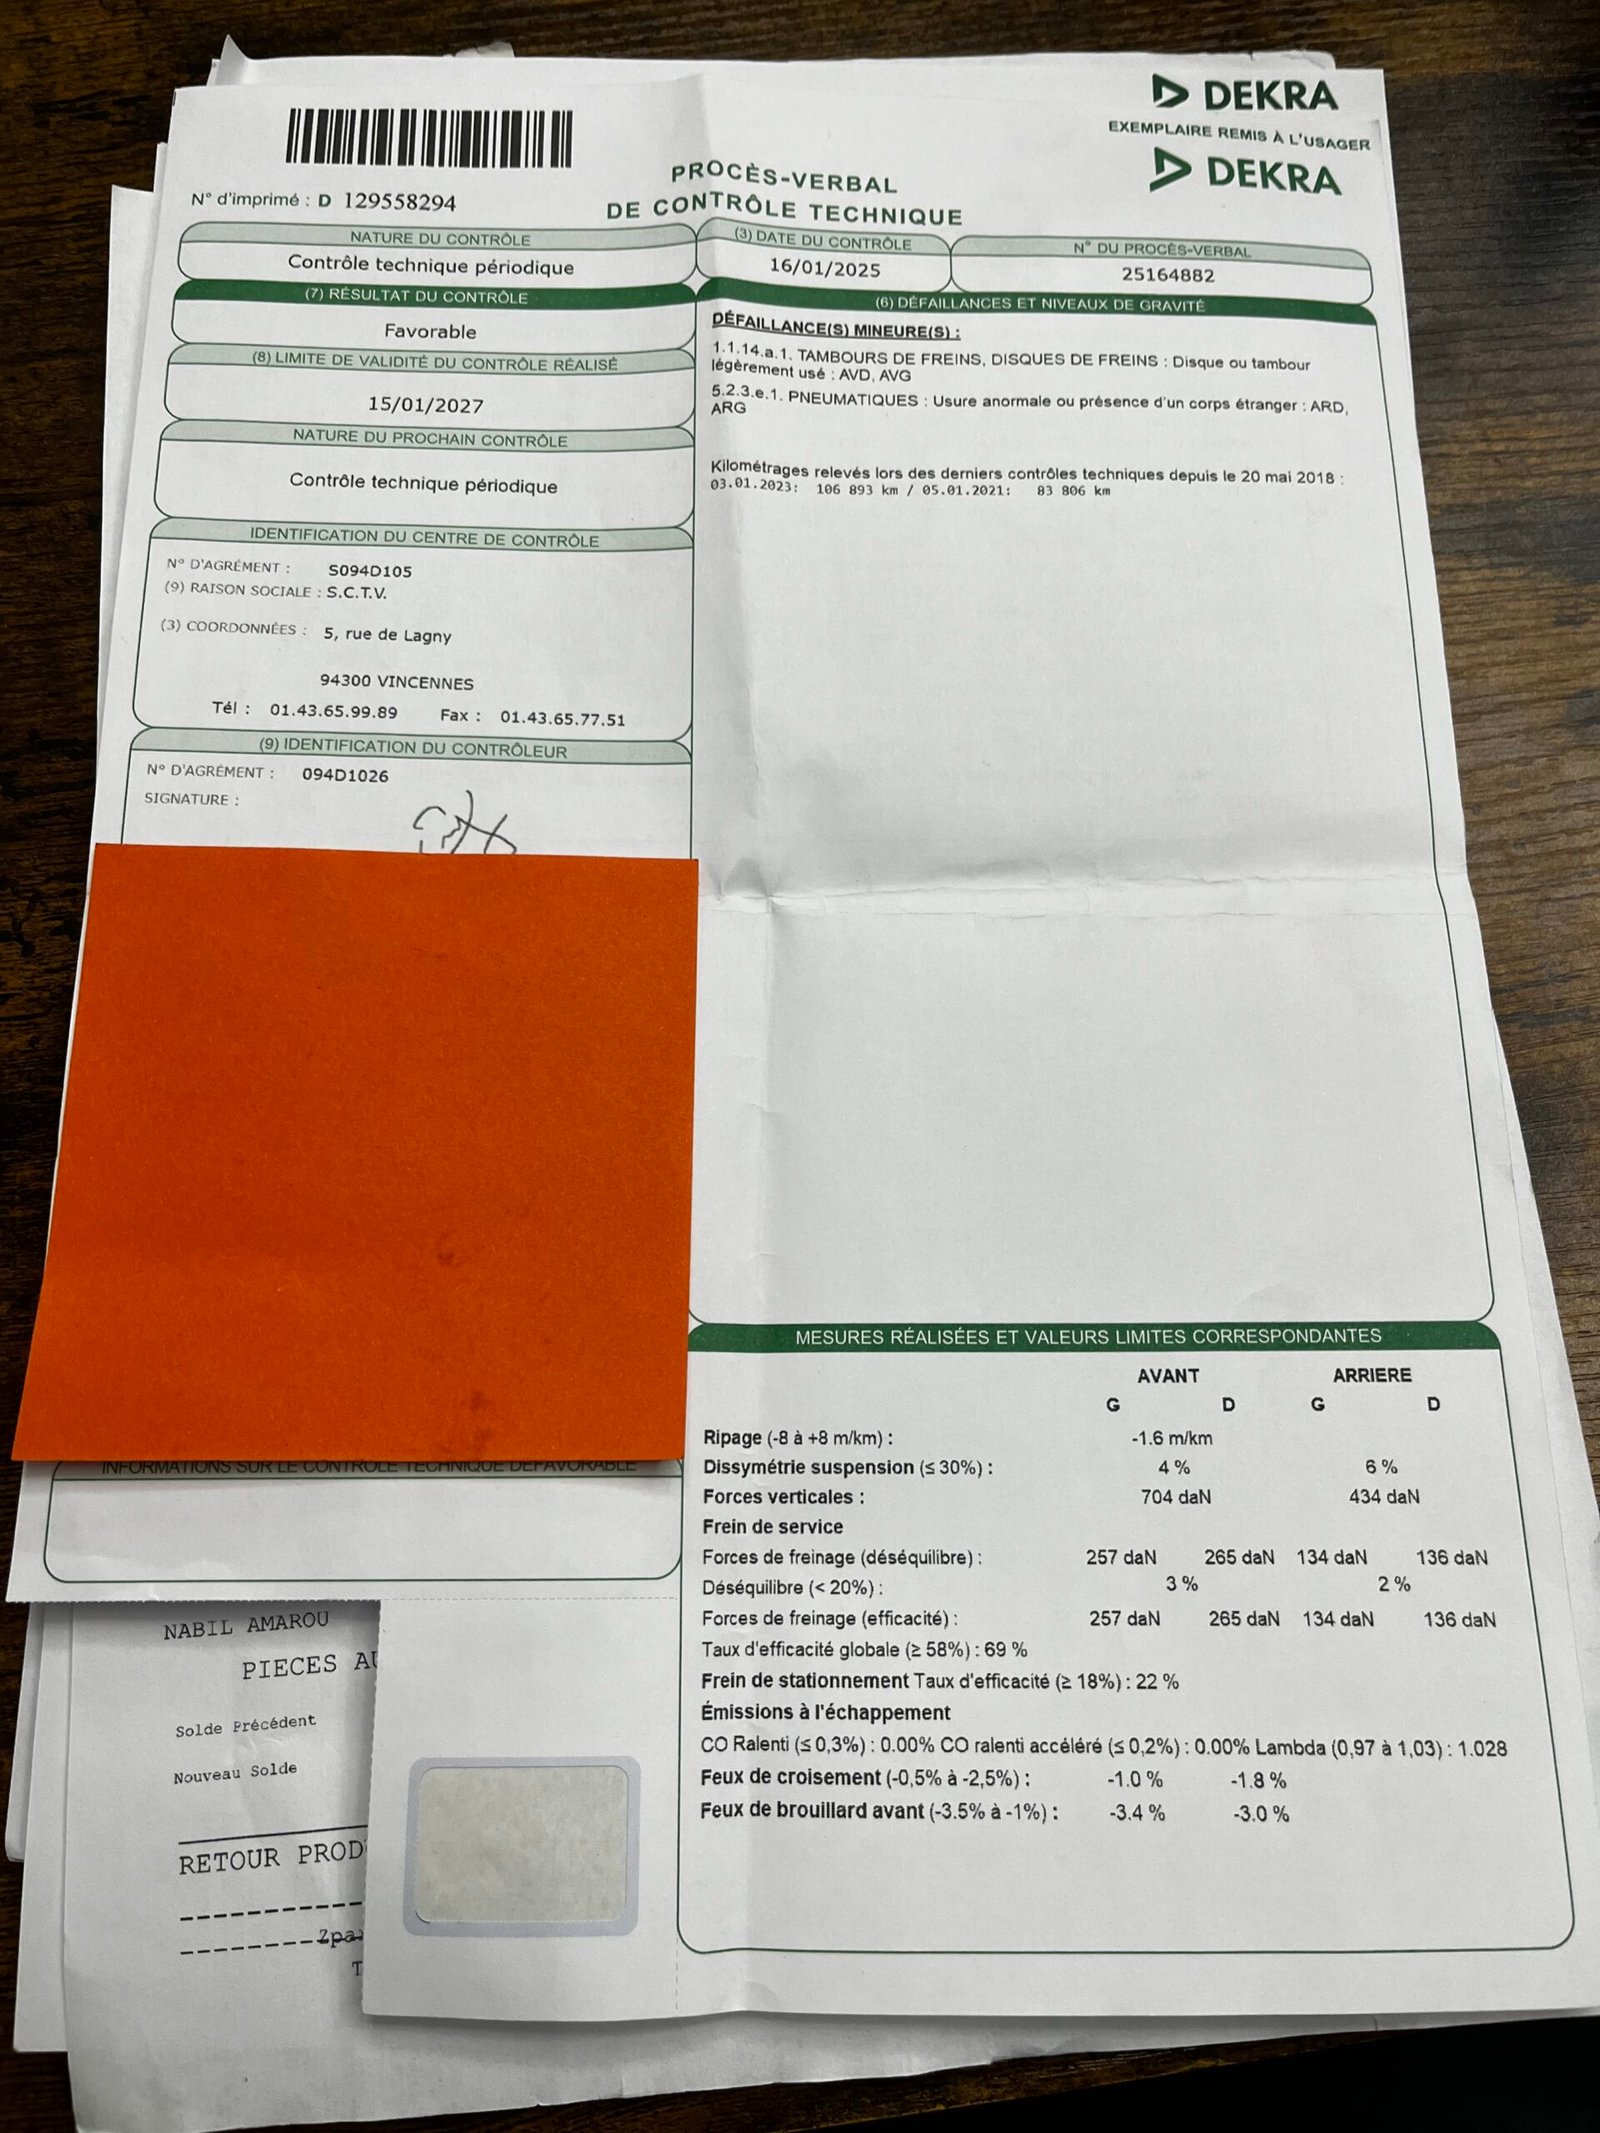 DEKRA
EXEMPLAIRE REMIS À L'USAGER
DEKRA
PROCÈS-VERBAL
DE CONTRÔLE TECHNIQUE
N° d'imprimé : D 129558294
NATURE DU CONTRÔLE
Contrôle technique périodique
(3) DATE DU CONTRÔLE
16/01/2025
N° DU PROCÈS-VERBAL
25164882
(7) RÉSULTAT DU CONTRÔLE
Favorable
(8) LIMITE DE VALIDITÉ DU CONTRÔLE RÉALISÉ
15/01/2027
NATURE DU PROCHAIN CONTRÔLE
Contrôle technique périodique
IDENTIFICATION DU CENTRE DE CONTRÔLE
N° D'AGRÉMENT : S094D105
(9) RAISON SOCIALE : S.C.T.V.
(3) COORDONNÉES : 5, rue de Lagny
94300 VINCENNES
Tél : 01.43.65.99.89 Fax : 01.43.65.77.51
(9) IDENTIFICATION DU CONTRÔLEUR
N° D'AGRÉMENT : 094D1026
SIGNATURE :
(6) DÉFAILLANCES ET NIVEAUX DE GRAVITÉ
DÉFAILLANCE(S) MINEURE(S) :
1.1.14.a.1. TAMBOURS DE FREINS, DISQUES DE FREINS : Disque ou tambour
légèrement usé : AVD, AVG
5.2.3.e.1. PNEUMATIQUES : Usure anormale ou présence d'un corps étranger : ARD,
ARG
Kilométrages relevés lors des derniers contrôles techniques depuis le 20 mai 2018 :
03.01.2023: 106 893 km / 05.01.2021: 83 806 km
INFORMATIONS SUR LE CONTRÔLE TECHNIQUE DÉFAVORABLE
MESURES RÉALISÉES ET VALEURS LIMITES CORRESPONDANTES
AVANT ARRIERE
G D G D
Ripage (-8 à +8 m/km) : -1.6 m/km
Dissymétrie suspension (≤ 30%) : 4 % 6 %
Forces verticales : 704 daN 434 daN
Frein de service
Forces de freinage (déséquilibre) : 257 daN 265 daN 134 daN 136 daN
Déséquilibre (< 20%) : 3 % 2 %
Forces de freinage (efficacité) : 257 daN 265 daN 134 daN 136 daN
Taux d'efficacité globale (≥ 58%) : 69 %
Frein de stationnement Taux d'efficacité (≥ 18%) : 22 %
Émissions à l'échappement
CO Ralenti (≤ 0,3%) : 0.00% CO ralenti accéléré (≤ 0,2%) : 0.00% Lambda (0,97 à 1,03) : 1.028
Feux de croisement (-0,5% à -2,5%) : -1.0 % -1.8 %
Feux de brouillard avant (-3.5% à -1%) : -3.4 % -3.0 %
NABIL AMAROU
PIECES
Solde Précédent
Nouveau Solde
RETOUR